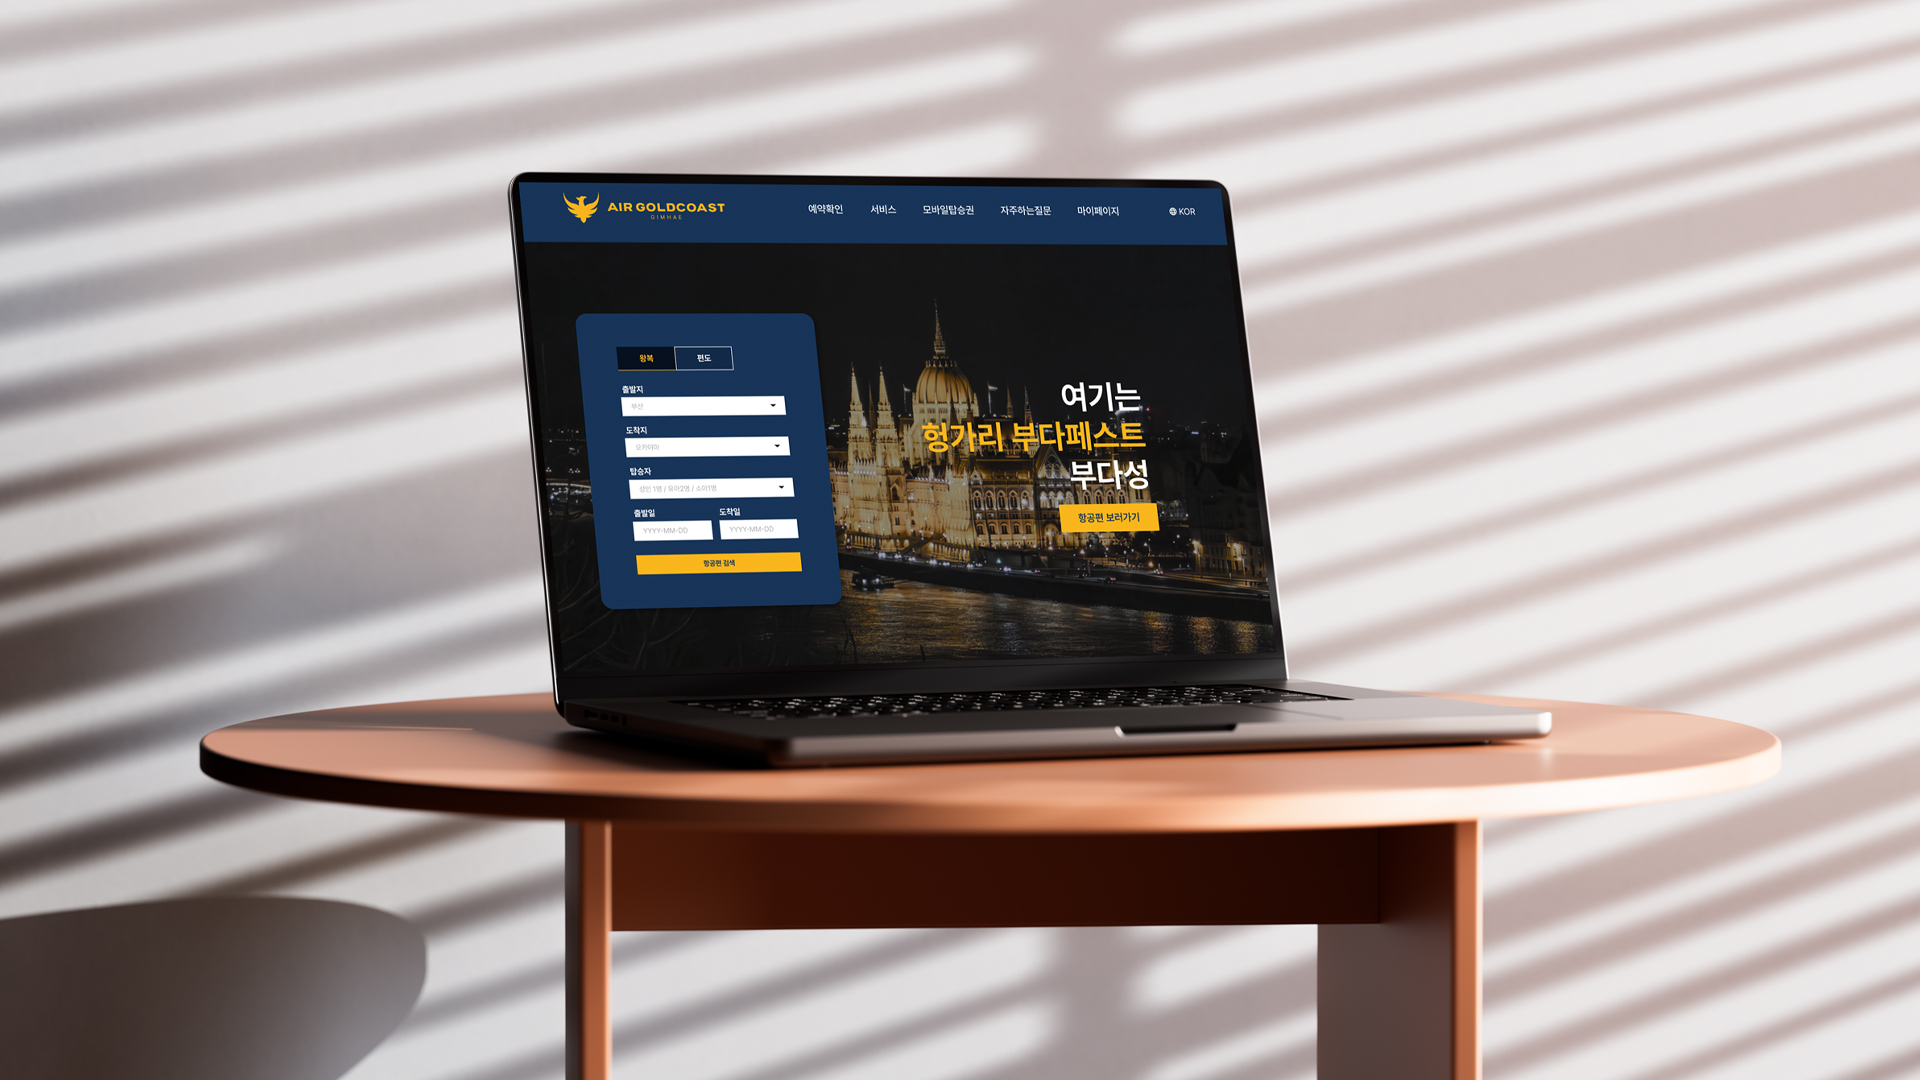 AIR GOLDCOAST
GIMHAE
예약확인 서비스 모바일탑승권 자주하는질문 마이페이지 KOR
왕복 편도
출발지
부산
도착지
오카야마
탑승자
성인 1명 / 유아2명 / 소아1명
출발일 도착일
YYYY-MM-DD YYYY-MM-DD
항공편 검색
여기는
헝가리 부다페스트
부다성
항공편 보러가기